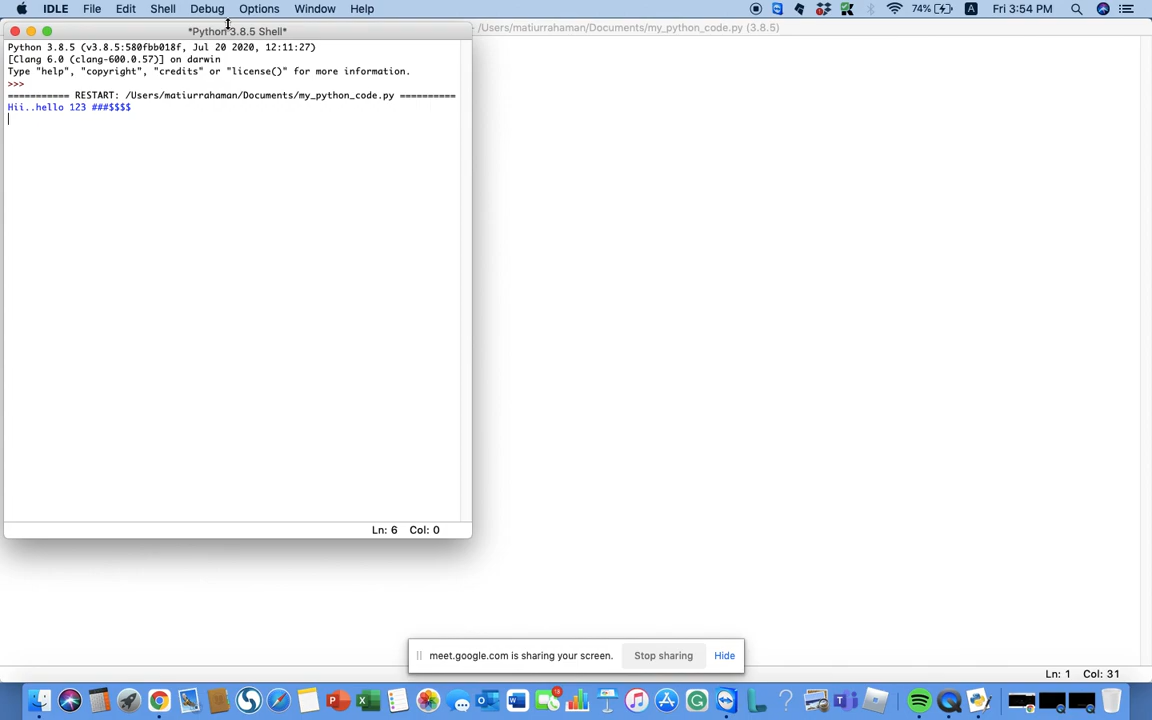 IDLE File Edit Shell Debug Options Window Help 74% A Fri 3:54 PM
*Python 3.8.5 Shell*
/Users/matiurrahaman/Documents/my_python_code.py (3.8.5)
Python 3.8.5 (v3.8.5:580fbb018f, Jul 20 2020, 12:11:27)
[Clang 6.0 (clang-600.0.57)] on darwin
Type "help", "copyright", "credits" or "license()" for more information.
>>>
=========== RESTART: /Users/matiurrahaman/Documents/my_python_code.py ==========
Hii..hello 123 ###$$$$
Ln: 6 Col: 0
meet.google.com is sharing your screen. Stop sharing Hide
Ln: 1 Col: 31